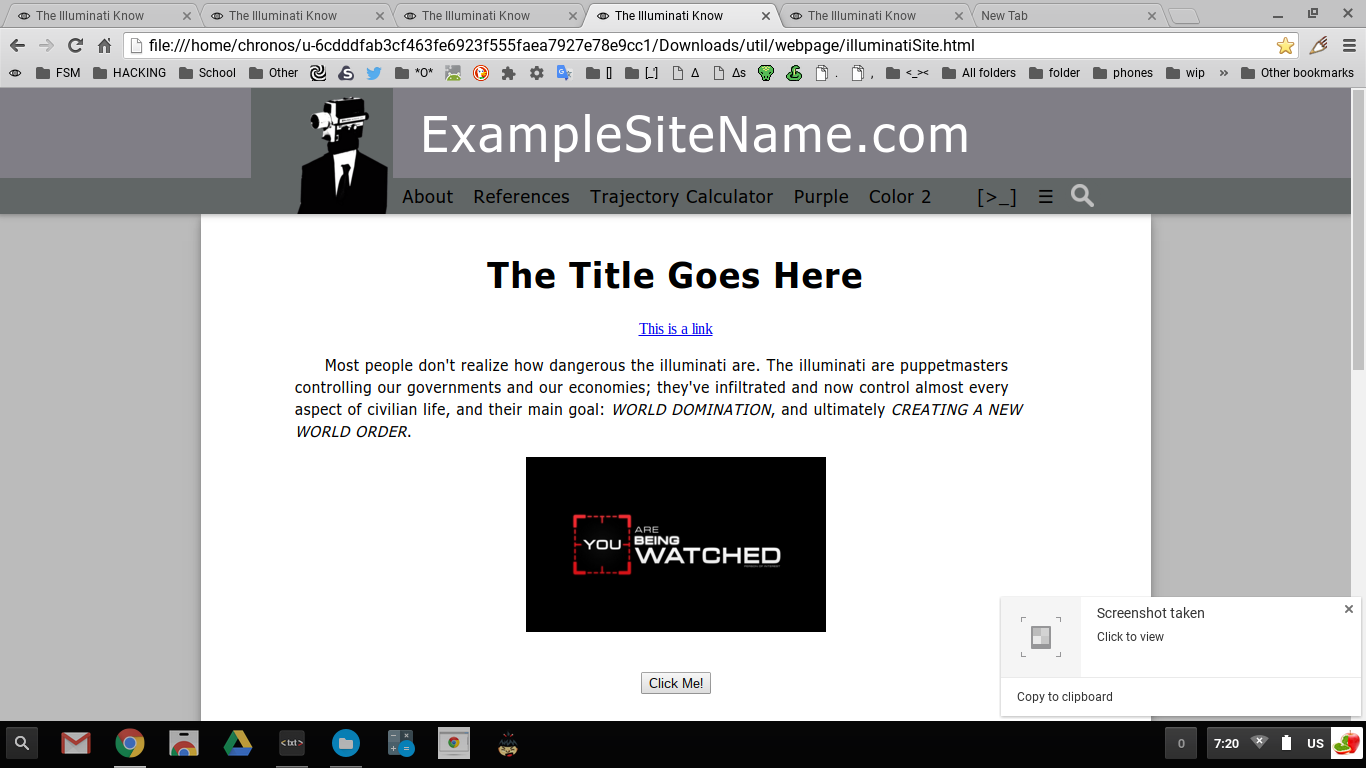 The Illuminati Know
The Illuminati Know
The Illuminati Know
The Illuminati Know
The Illuminati Know
New Tab
file:///home/chronos/u-6cdddfab3cf463fe6923f555faea7927e78e9cc1/Downloads/util/webpage/illuminatiSite.html
FSM HACKING School Other *O* [] [_] Δ Δs . , <_>< All folders folder phones wip » Other bookmarks
ExampleSiteName.com
About References Trajectory Calculator Purple Color 2 [>_] ☰
The Title Goes Here
This is a link
Most people don't realize how dangerous the illuminati are. The illuminati are puppetmasters
controlling our governments and our economies; they've infiltrated and now control almost every
aspect of civilian life, and their main goal: WORLD DOMINATION, and ultimately CREATING A NEW
WORLD ORDER.
YOU
ARE
BEING
WATCHED
Click Me!
Screenshot taken
Click to view
Copy to clipboard
<txt>
0
7:20
US